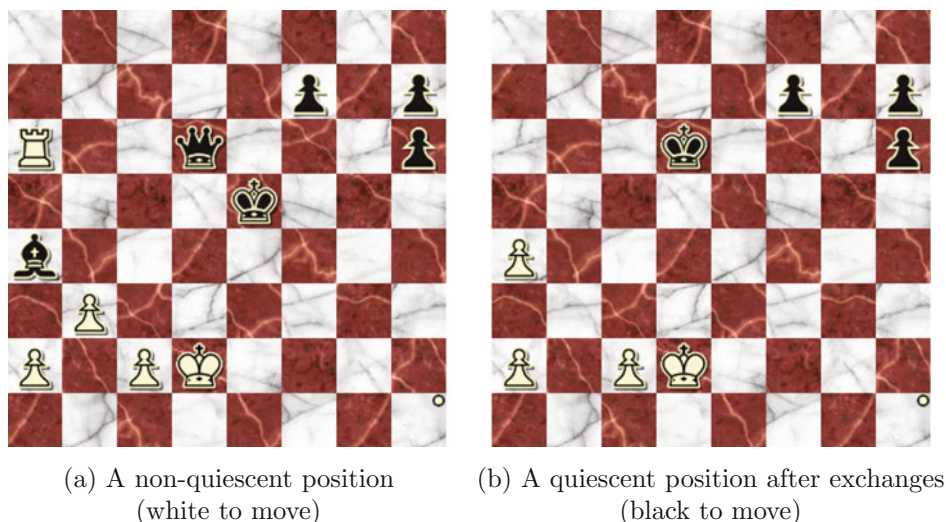 (a) A non-quiescent position
(white to move)
(b) A quiescent position after exchanges
(black to move)